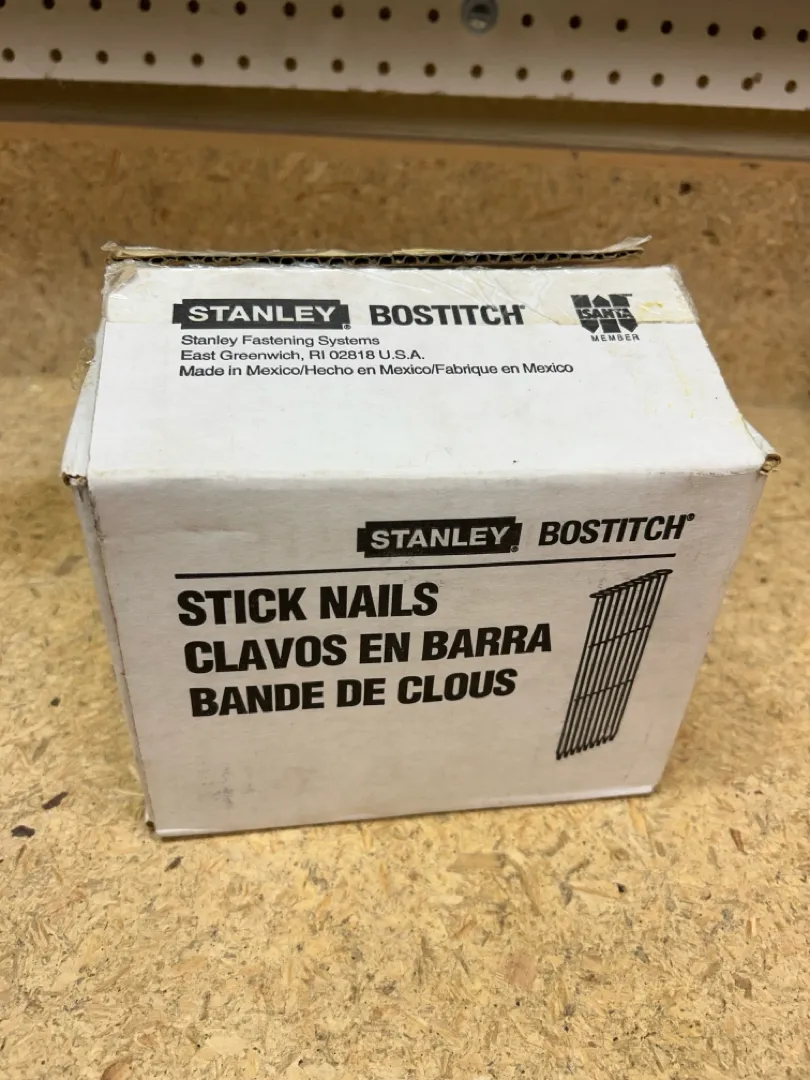 STANLEY® BOSTITCH®
ISANTA
MEMBER
Stanley Fastening Systems
East Greenwich, RI 02818 U.S.A.
Made in Mexico/Hecho en Mexico/Fabrique en Mexico
STANLEY® BOSTITCH®
STICK NAILS
CLAVOS EN BARRA
BANDE DE CLOUS